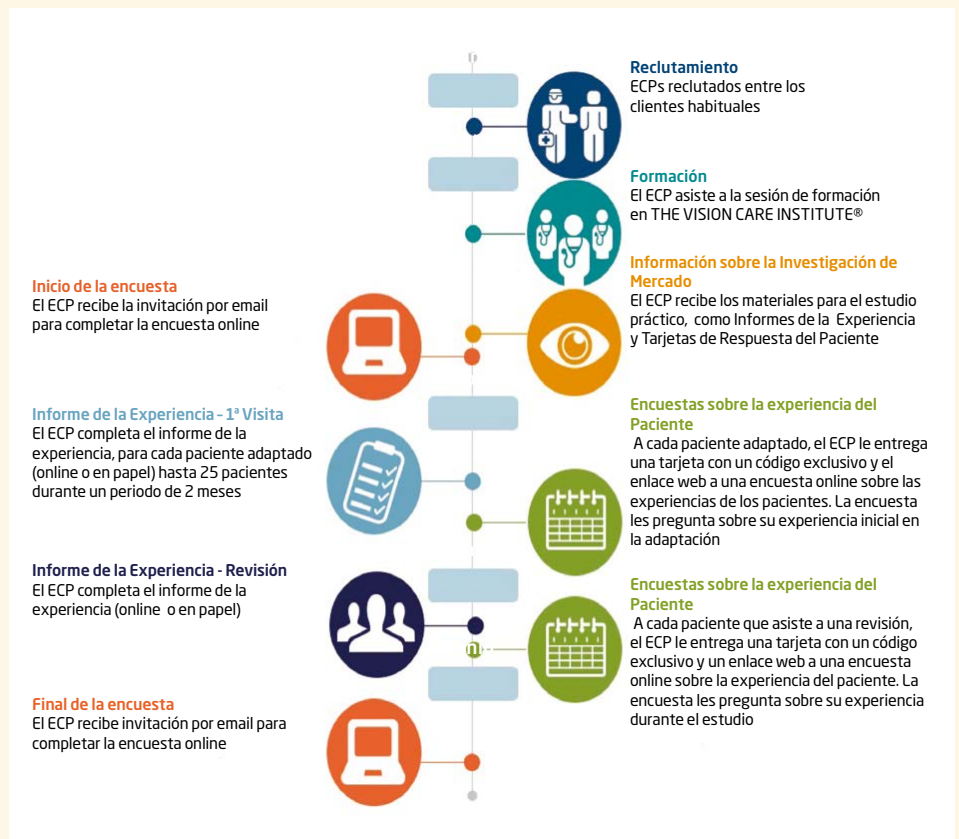 Reclutamiento
ECPs reclutados entre los
clientes habituales
Formación
El ECP asiste a la sesión de formación
en THE VISION CARE INSTITUTE®
Información sobre la Investigación de
Mercado
El ECP recibe los materiales para el estudio
práctico, como Informes de la Experiencia
y Tarjetas de Respuesta del Paciente
Inicio de la encuesta
El ECP recibe la invitación por email
para completar la encuesta online
Informe de la Experiencia - 1ª Visita
El ECP completa el informe de la
experiencia, para cada paciente adaptado
(online o en papel) hasta 25 pacientes
durante un periodo de 2 meses
Encuestas sobre la experiencia del
Paciente
A cada paciente adaptado, el ECP le entrega
una tarjeta con un código exclusivo y el
enlace web a una encuesta online sobre las
experiencias de los pacientes. La encuesta
les pregunta sobre su experiencia inicial en
la adaptación
Informe de la Experiencia - Revisión
El ECP completa el informe de la
experiencia (online o en papel)
Encuestas sobre la experiencia del
Paciente
A cada paciente que asiste a una revisión,
el ECP le entrega una tarjeta con un código
exclusivo y un enlace web a una encuesta
online sobre la experiencia del paciente. La
encuesta les pregunta sobre su experiencia
durante el estudio
Final de la encuesta
El ECP recibe invitación por email para
completar la encuesta online